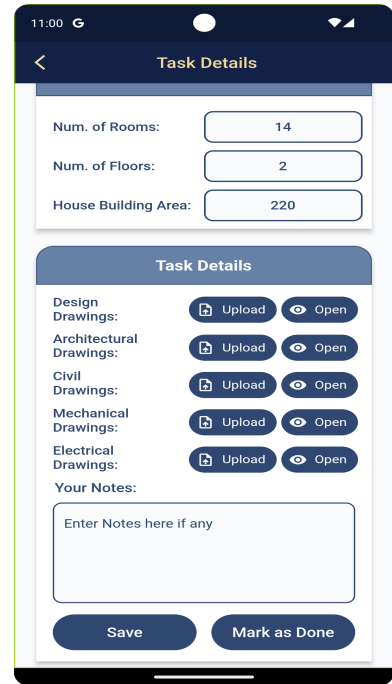 11:00 G
Task Details
Num. of Rooms: 14
Num. of Floors: 2
House Building Area: 220
Task Details
Design
Drawings: Upload Open
Architectural
Drawings: Upload Open
Civil
Drawings: Upload Open
Mechanical
Drawings: Upload Open
Electrical
Drawings: Upload Open
Your Notes:
Enter Notes here if any
Save Mark as Done